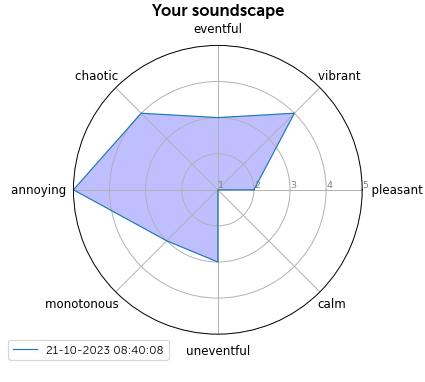 Your soundscape
eventful
chaotic
vibrant
annoying
1 2 3 4 5
pleasant
monotonous
calm
uneventful
21-10-2023 08:40:08